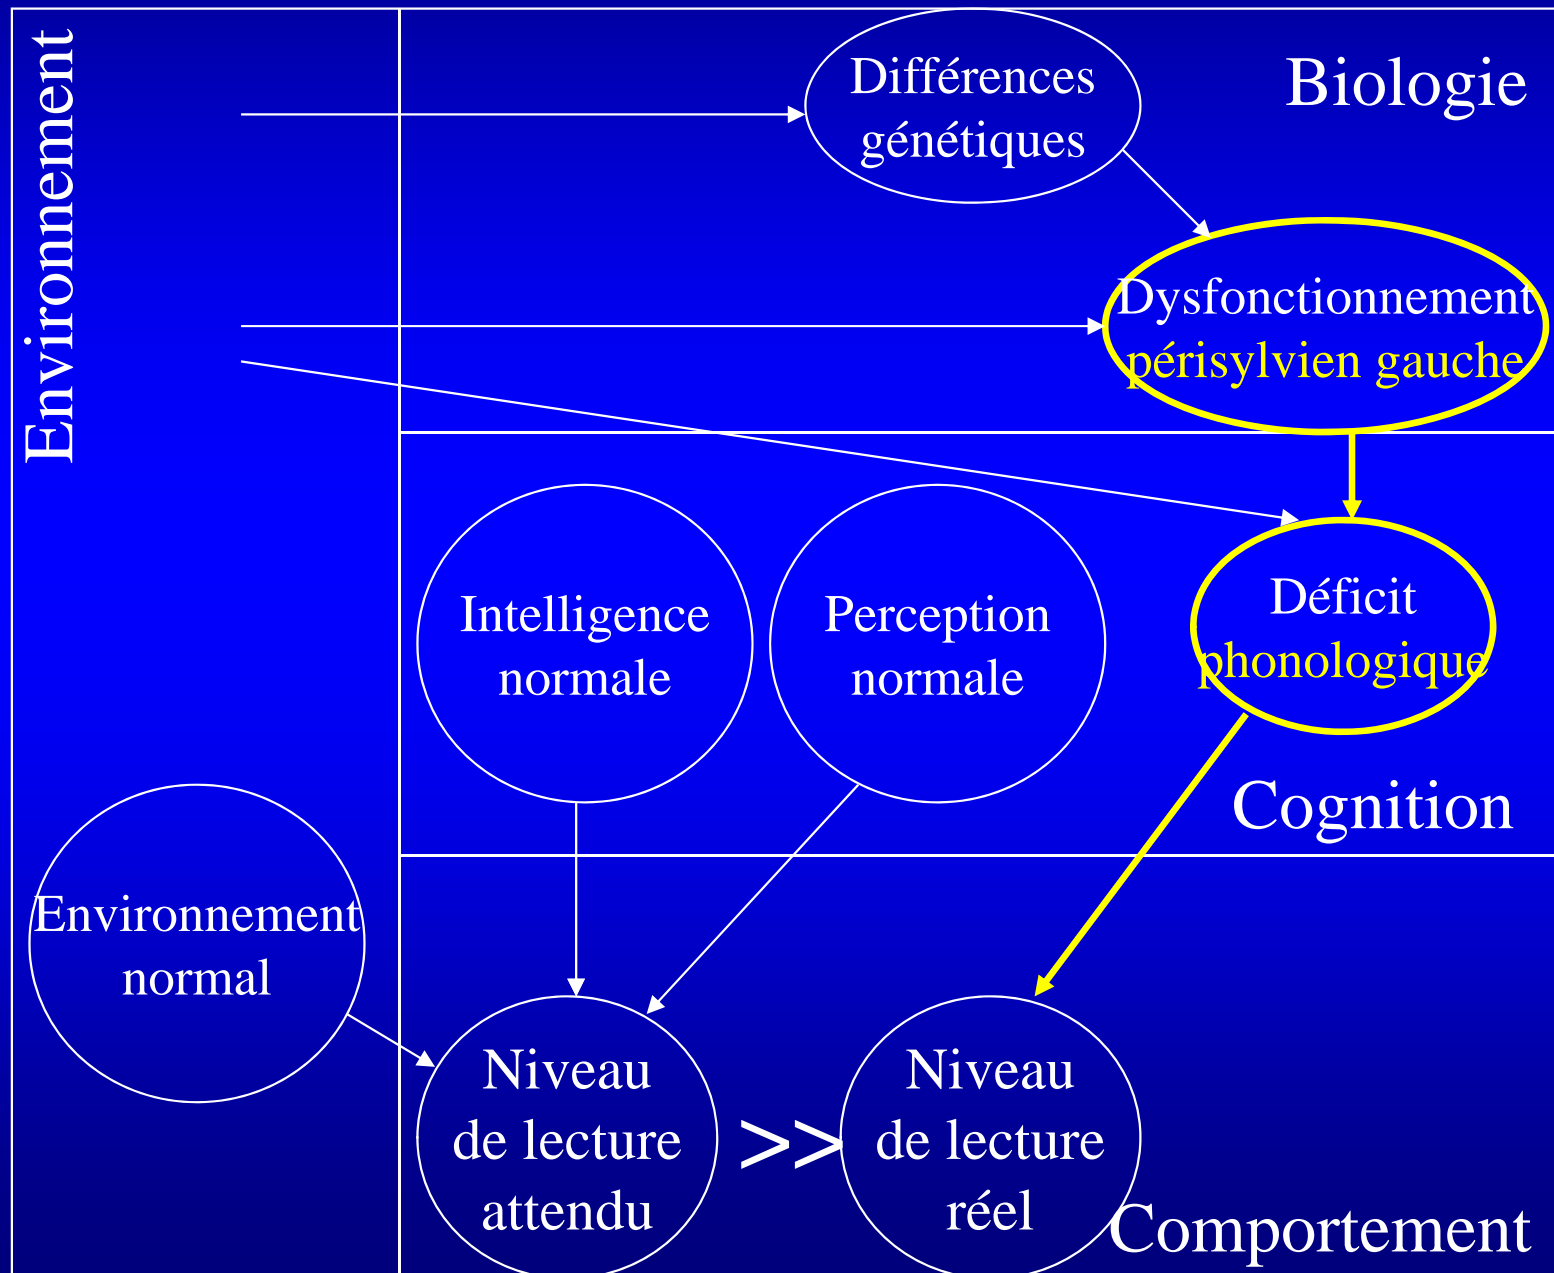 Environnement
Biologie
Différences
génétiques
Dysfonctionnement
périsylvien gauche
Intelligence
normale
Perception
normale
Déficit
phonologique
Cognition
Environnement
normal
Niveau
de lecture
attendu
>>
Niveau
de lecture
réel
Comportement